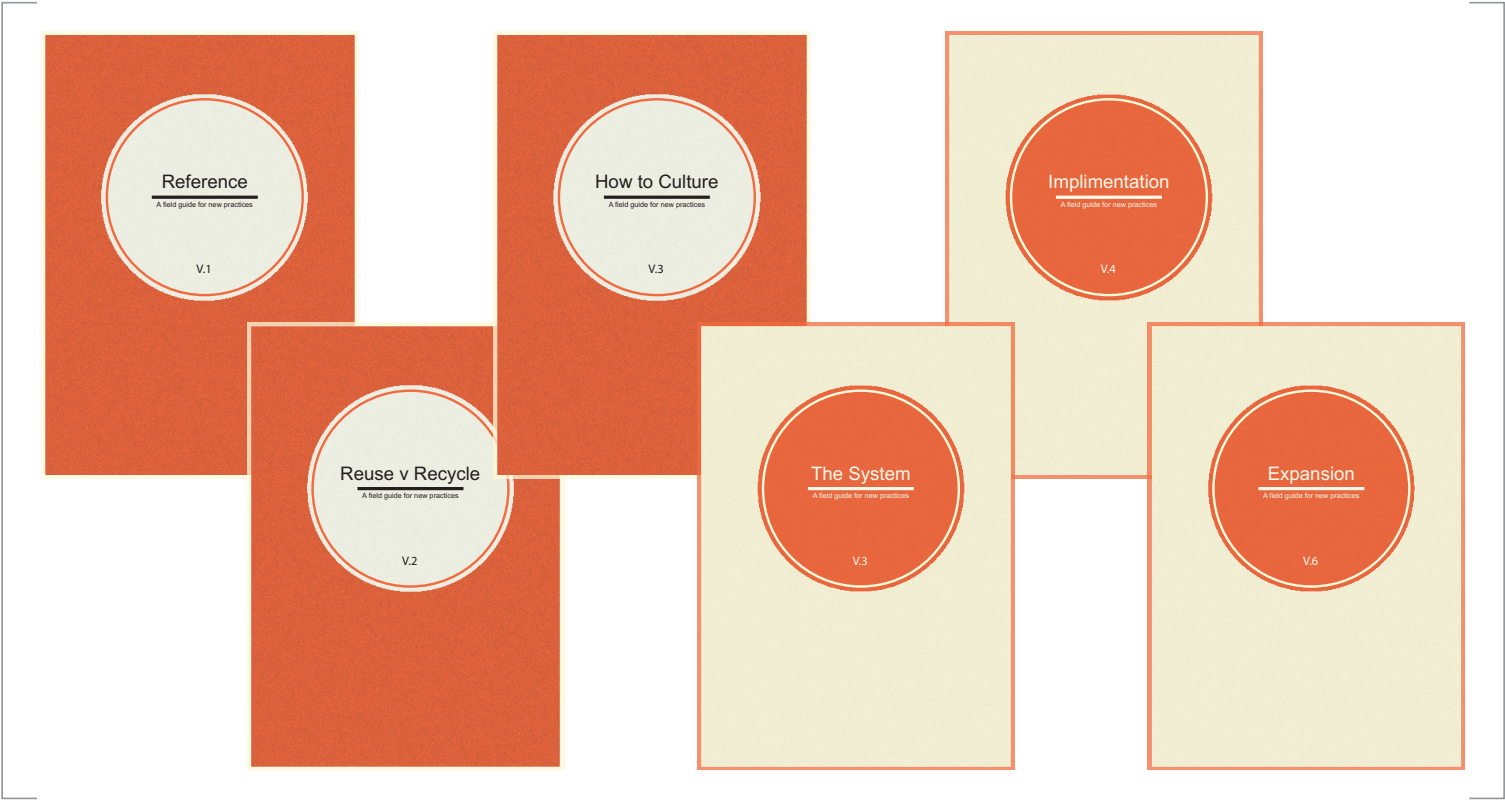 Reference
A field guide for new practices
V.1
Reuse v Recycle
A field guide for new practices
V.2
How to Culture
A field guide for new practices
V.3
The System
A field guide for new practices
V.3
Implimentation
A field guide for new practices
V.4
Expansion
A field guide for new practices
V.6